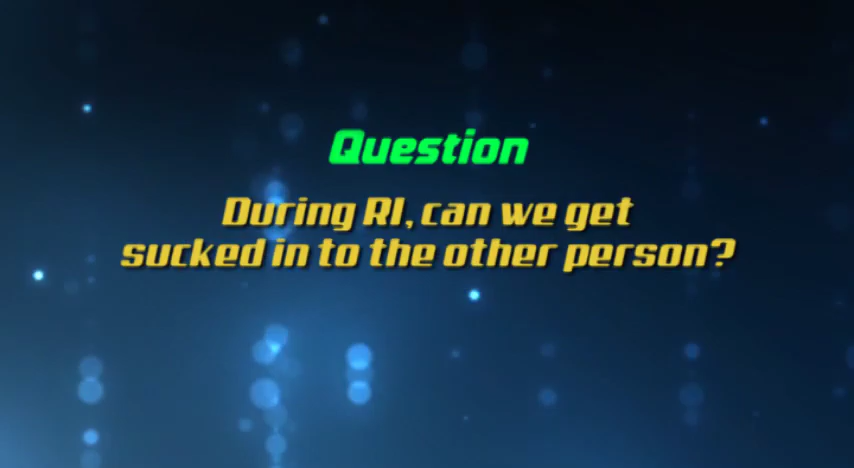 Question
During RI, can we get
sucked in to the other person?